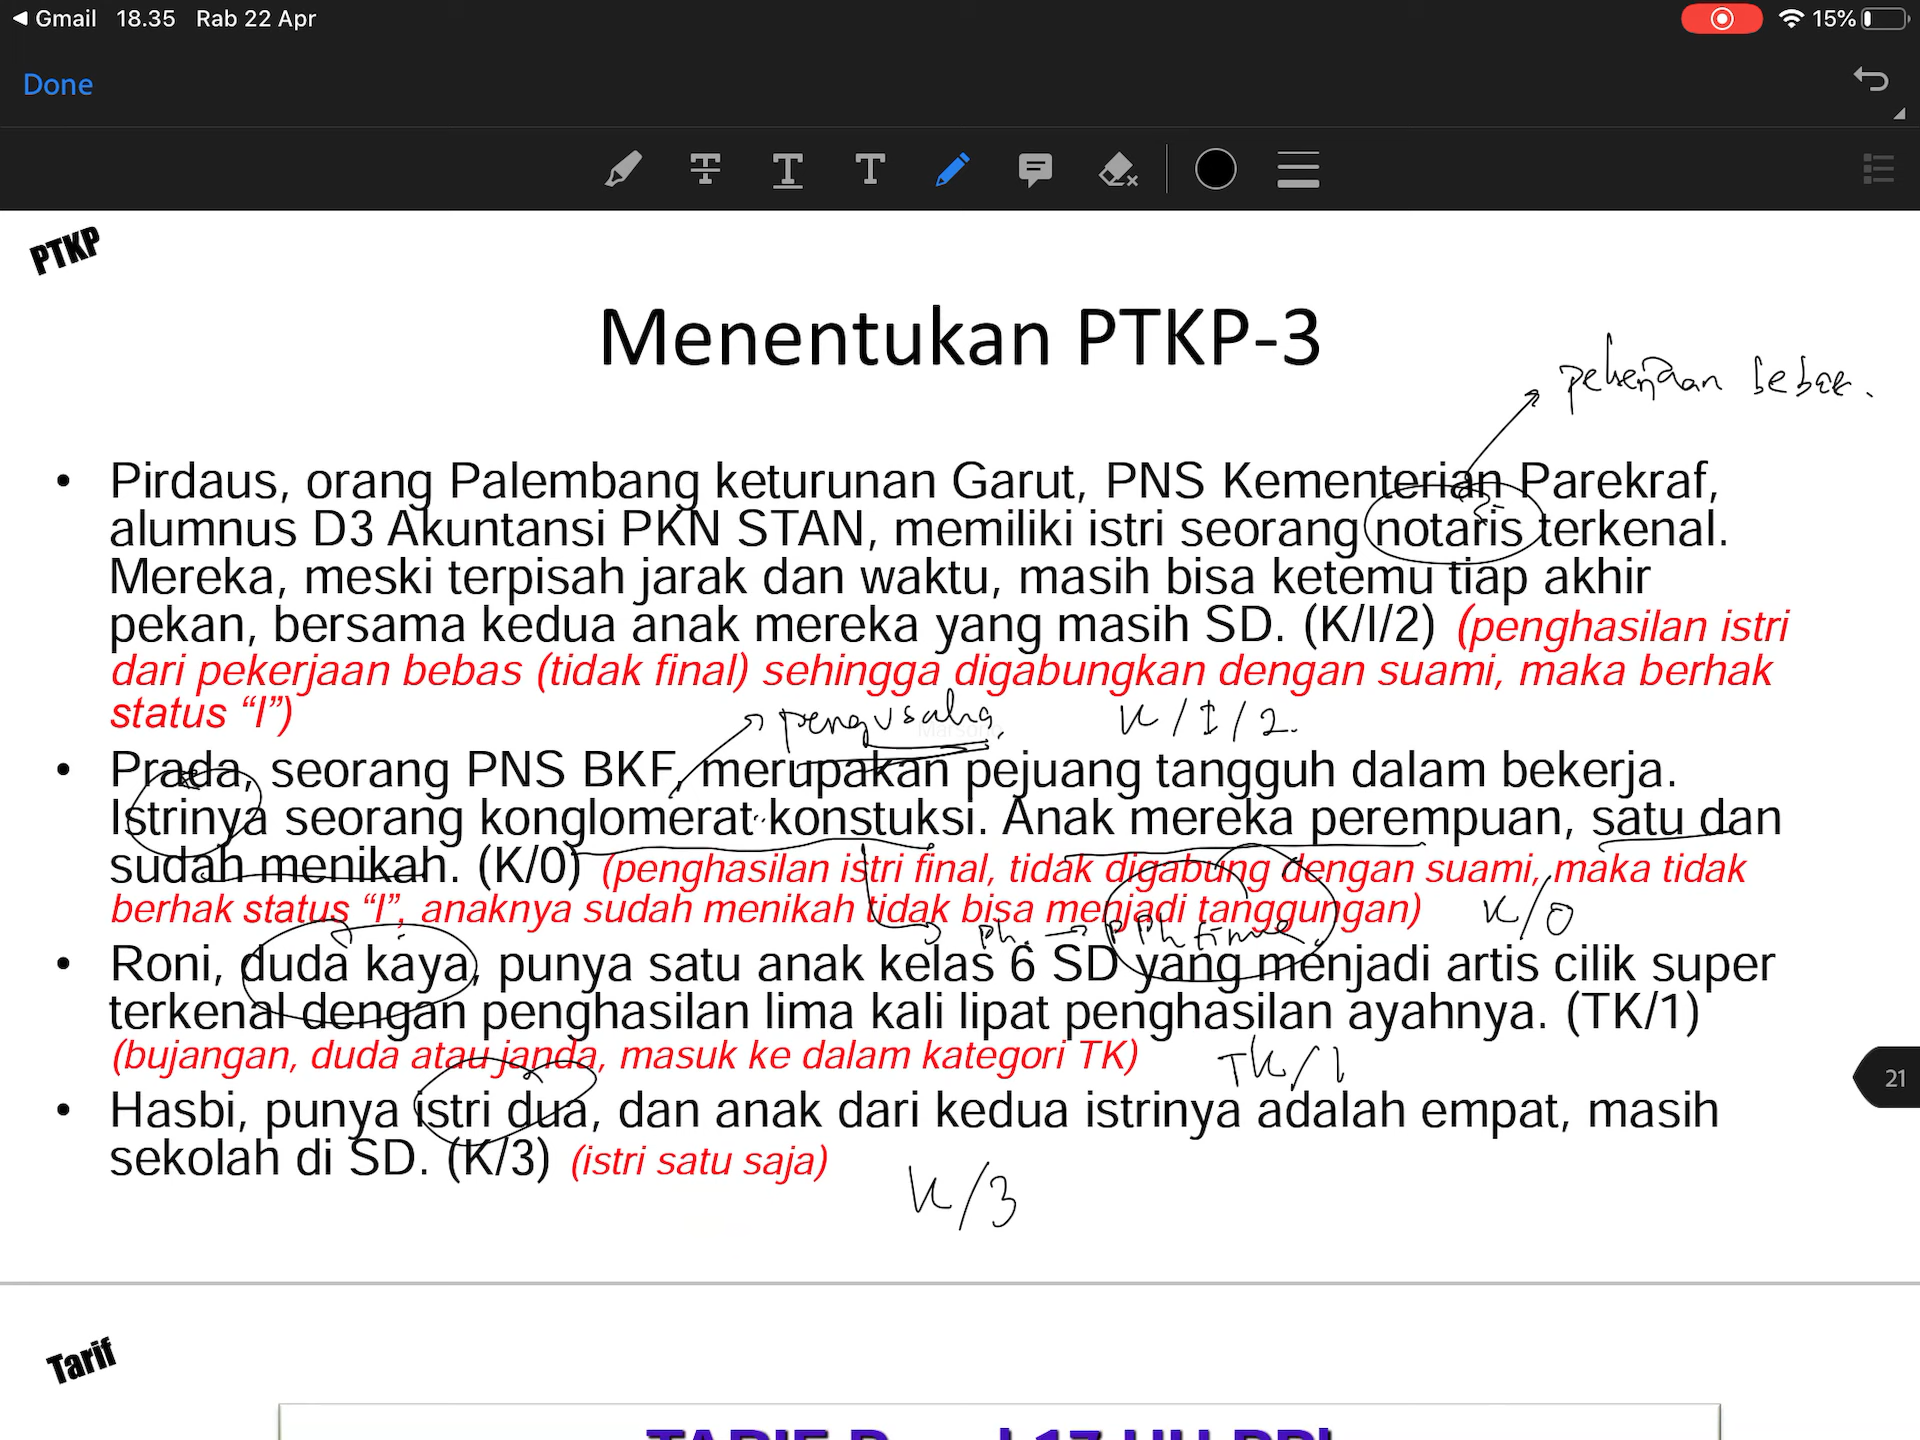 Gmail 18.35 Rab 22 Apr 15%
Done
PTKP
Menentukan PTKP-3
pekerjaan bebas.
• Pirdaus, orang Palembang keturunan Garut, PNS Kementerian Parekraf,
alumnus D3 Akuntansi PKN STAN, memiliki istri seorang notaris terkenal.
Mereka, meski terpisah jarak dan waktu, masih bisa ketemu tiap akhir
pekan, bersama kedua anak mereka yang masih SD. (K/I/2) (penghasilan istri
dari pekerjaan bebas (tidak final) sehingga digabungkan dengan suami, maka berhak
status “I”)
pengusaha. K/I/2.
• Prada, seorang PNS BKF, merupakan pejuang tangguh dalam bekerja.
Istrinya seorang konglomerat konstuksi. Anak mereka perempuan, satu dan
sudah menikah. (K/0) (penghasilan istri final, tidak digabung dengan suami, maka tidak
berhak status “I”, anaknya sudah menikah tidak bisa menjadi tanggungan) K/0
ph. → PPh final
• Roni, duda kaya, punya satu anak kelas 6 SD yang menjadi artis cilik super
terkenal dengan penghasilan lima kali lipat penghasilan ayahnya. (TK/1)
(bujangan, duda atau janda, masuk ke dalam kategori TK) TK/1
21
• Hasbi, punya istri dua, dan anak dari kedua istrinya adalah empat, masih
sekolah di SD. (K/3) (istri satu saja)
K/3
Tarif